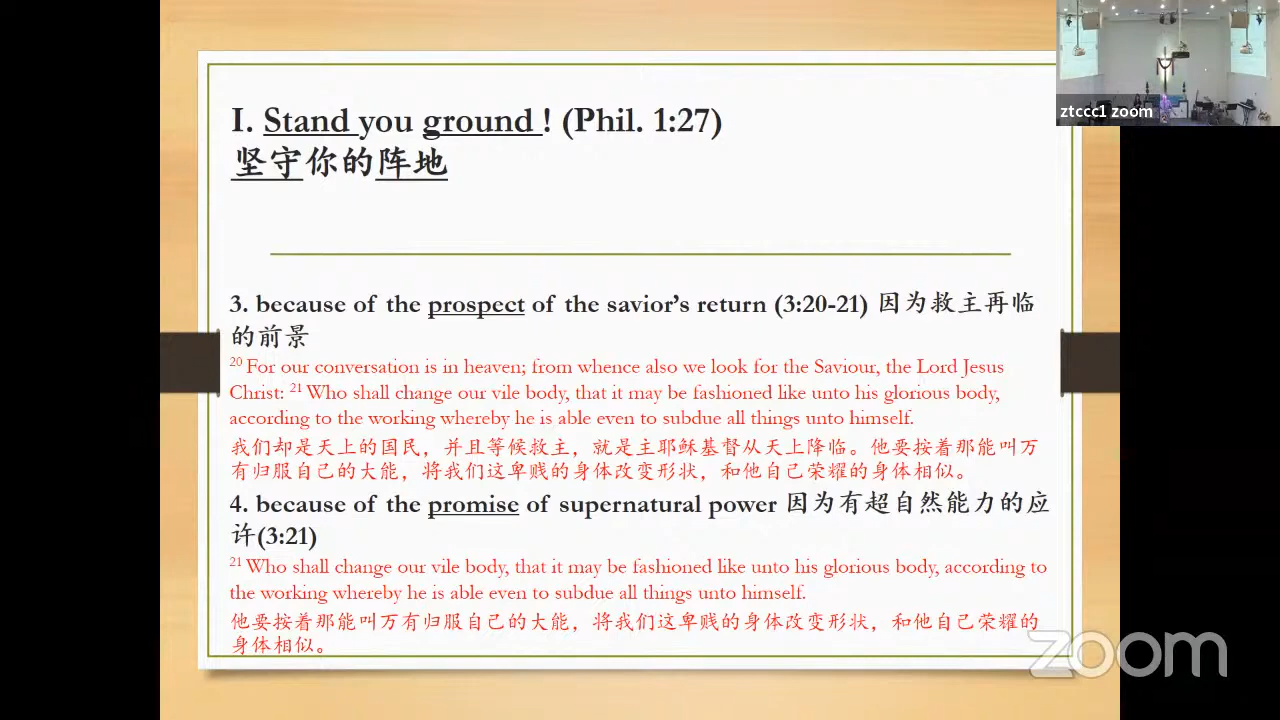 I. Stand you ground ! (Phil. 1:27)
坚守你的阵地
3. because of the prospect of the savior’s return (3:20-21) 因为救主再临
的前景
20 For our conversation is in heaven; from whence also we look for the Saviour, the Lord Jesus
Christ: 21 Who shall change our vile body, that it may be fashioned like unto his glorious body,
according to the working whereby he is able even to subdue all things unto himself.
我们却是天上的国民，并且等候救主，就是主耶稣基督从天上降临。他要按着那能叫万
有归服自己的大能，将我们这卑贱的身体改变形状，和他自己荣耀的身体相似。
4. because of the promise of supernatural power 因为有超自然能力的应
许(3:21)
21 Who shall change our vile body, that it may be fashioned like unto his glorious body, according to
the working whereby he is able even to subdue all things unto himself.
他要按着那能叫万有归服自己的大能，将我们这卑贱的身体改变形状，和他自己荣耀的
身体相似。
ztccc1 zoom
zoom